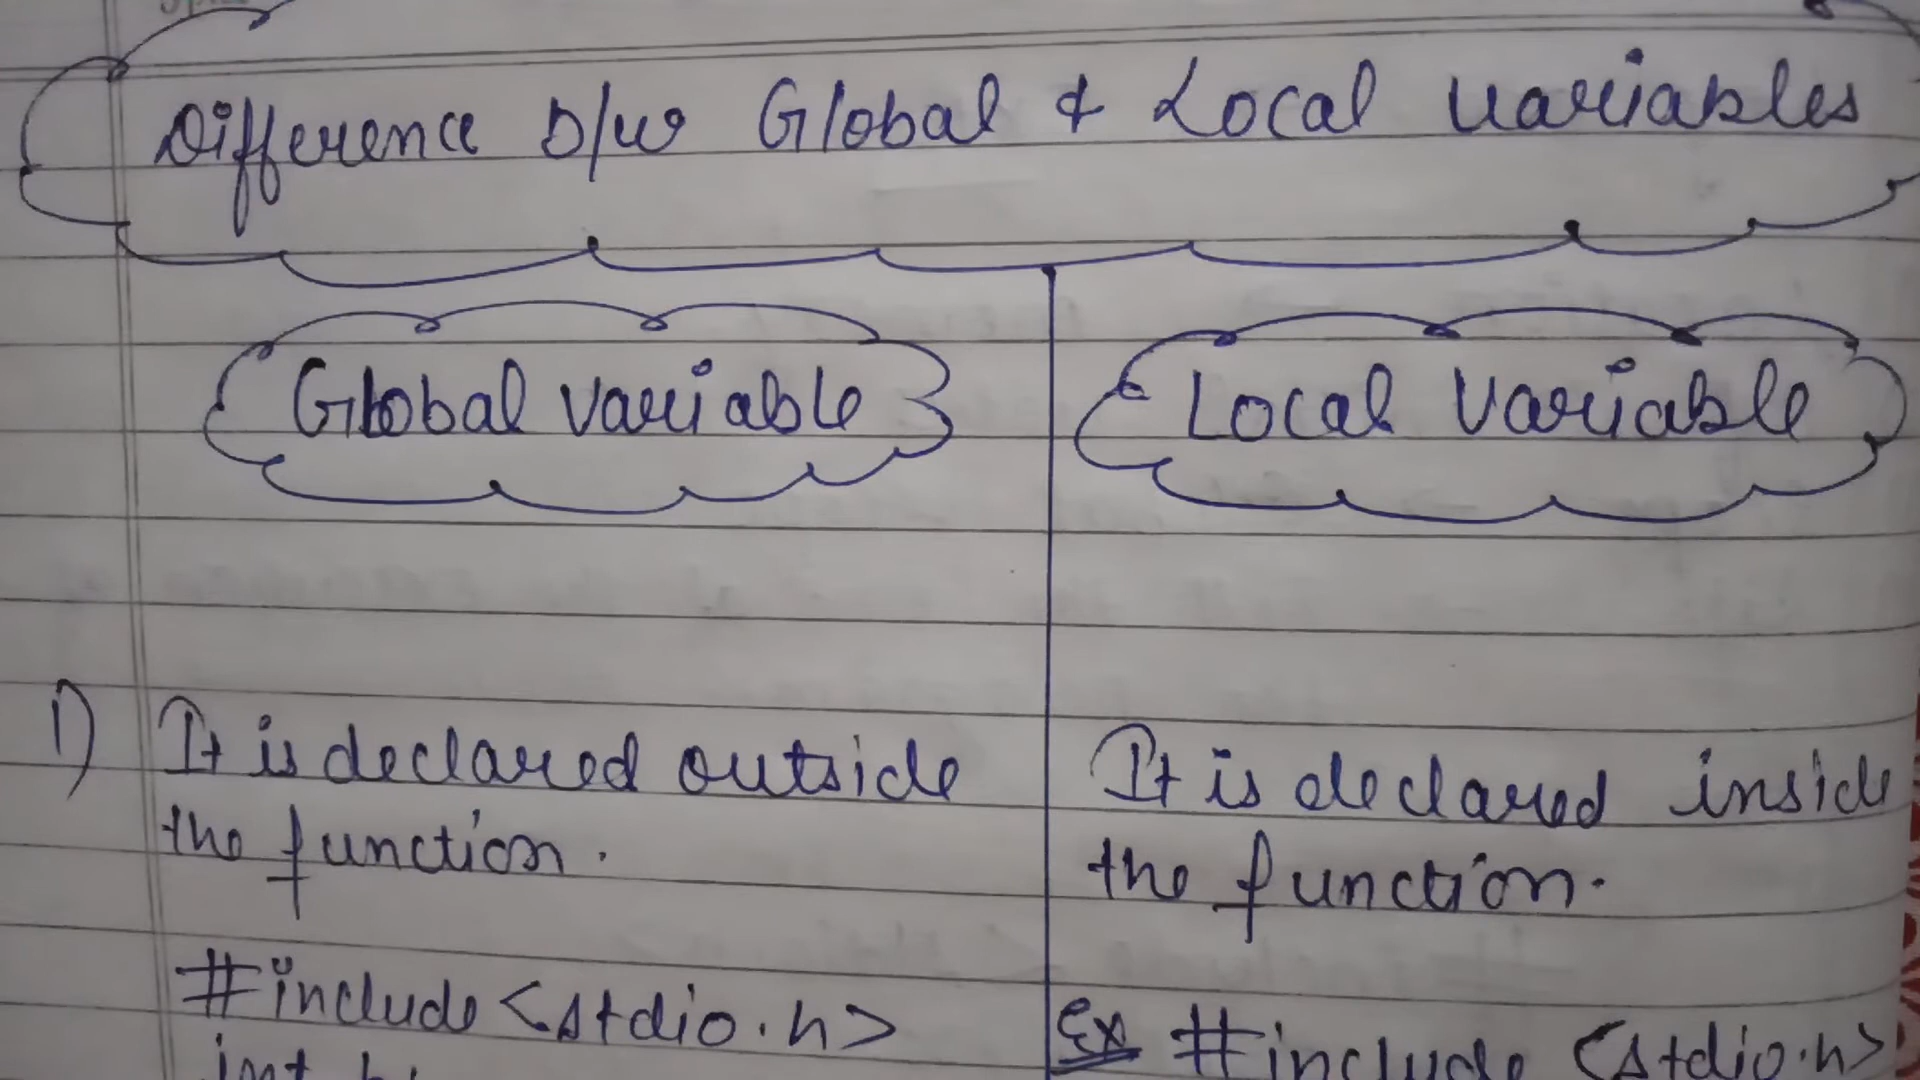 Difference b/w Global & Local variables
Global variable
Local Variable
1) It is declared outside
the function.
#include <stdio.h>
It is declared inside
the function.
Ex #include <stdio.h>